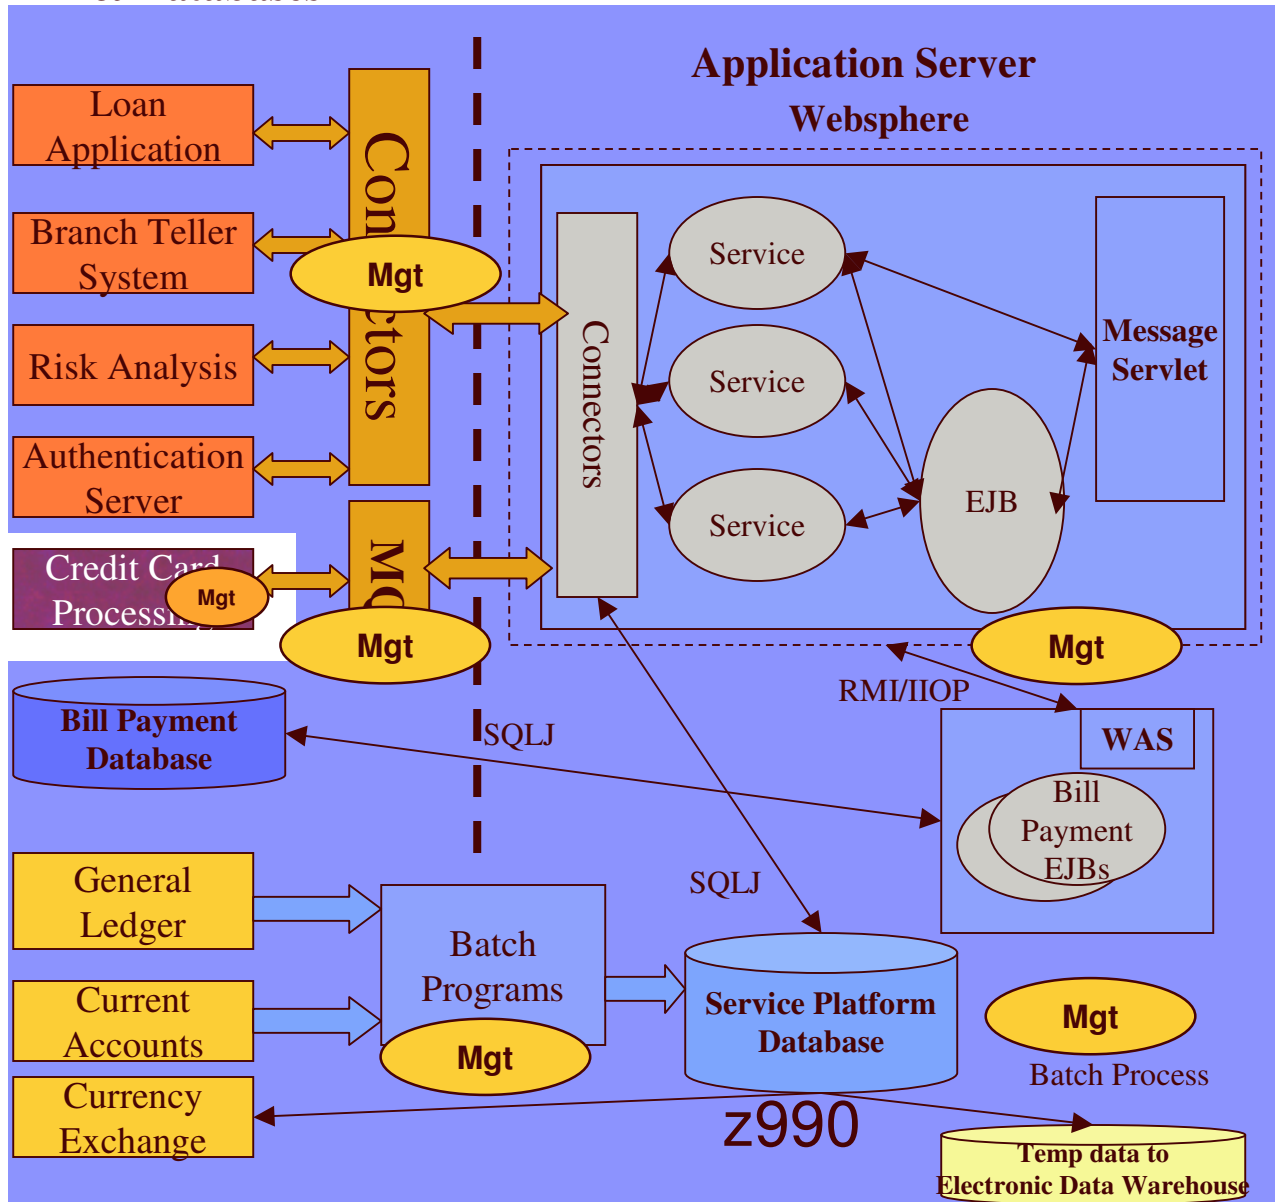 Application Server
Websphere
Loan
Application
Branch Teller
System
Risk Analysis
Authentication
Server
Credit Card
Processing
Mgt
Connectors
Mgt
MQ
Mgt
Connectors
Service
Service
Service
EJB
Message
Servlet
Mgt
RMI/IIOP
WAS
Bill
Payment
EJBs
Bill Payment
Database
SQLJ
SQLJ
General
Ledger
Current
Accounts
Currency
Exchange
Batch
Programs
Mgt
Service Platform
Database
z990
Mgt
Batch Process
Temp data to
Electronic Data Warehouse